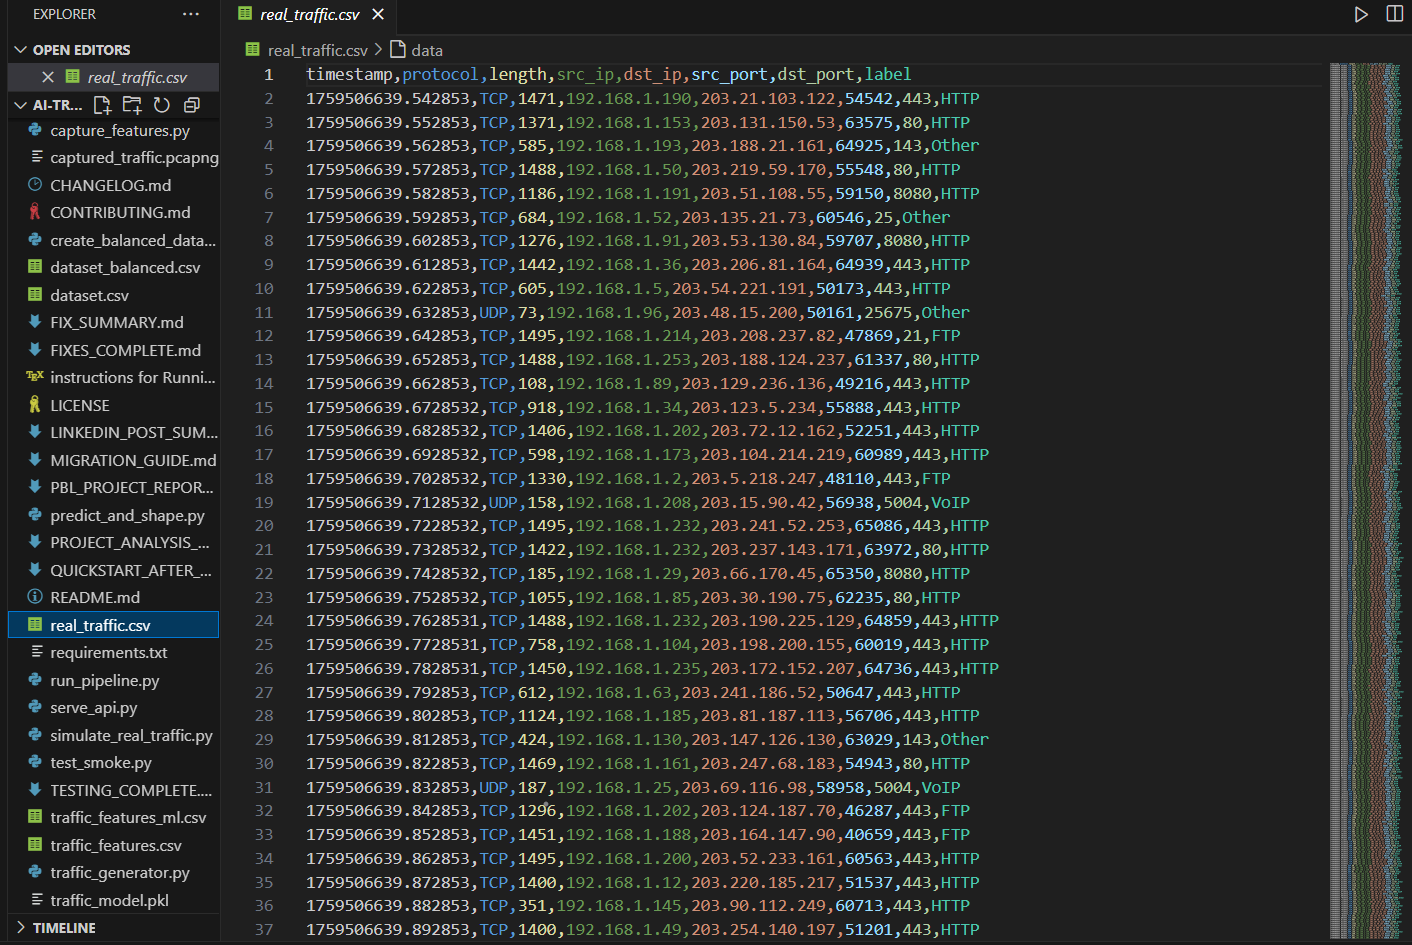 EXPLORER
OPEN EDITORS
real_traffic.csv
AI-TR...
capture_features.py
captured_traffic.pcapng
CHANGELOG.md
CONTRIBUTING.md
create_balanced_data...
dataset_balanced.csv
dataset.csv
FIX_SUMMARY.md
FIXES_COMPLETE.md
instructions for Runni...
LICENSE
LINKEDIN_POST_SUM...
MIGRATION_GUIDE.md
PBL_PROJECT_REPOR...
predict_and_shape.py
PROJECT_ANALYSIS_...
QUICKSTART_AFTER_...
README.md
real_traffic.csv
requirements.txt
run_pipeline.py
serve_api.py
simulate_real_traffic.py
test_smoke.py
TESTING_COMPLETE....
traffic_features_ml.csv
traffic_features.csv
traffic_generator.py
traffic_model.pkl
TIMELINE
real_traffic.csv
real_traffic.csv > data
1 timestamp,protocol,length,src_ip,dst_ip,src_port,dst_port,label
2 1759506639.542853,TCP,1471,192.168.1.190,203.21.103.122,54542,443,HTTP
3 1759506639.552853,TCP,1371,192.168.1.153,203.131.150.53,63575,80,HTTP
4 1759506639.562853,TCP,585,192.168.1.193,203.188.21.161,64925,143,Other
5 1759506639.572853,TCP,1488,192.168.1.50,203.219.59.170,55548,80,HTTP
6 1759506639.582853,TCP,1186,192.168.1.191,203.51.108.55,59150,8080,HTTP
7 1759506639.592853,TCP,684,192.168.1.52,203.135.21.73,60546,25,Other
8 1759506639.602853,TCP,1276,192.168.1.91,203.53.130.84,59707,8080,HTTP
9 1759506639.612853,TCP,1442,192.168.1.36,203.206.81.164,64939,443,HTTP
10 1759506639.622853,TCP,605,192.168.1.5,203.54.221.191,50173,443,HTTP
11 1759506639.632853,UDP,73,192.168.1.96,203.48.15.200,50161,25675,Other
12 1759506639.642853,TCP,1495,192.168.1.214,203.208.237.82,47869,21,FTP
13 1759506639.652853,TCP,1488,192.168.1.253,203.188.124.237,61337,80,HTTP
14 1759506639.662853,TCP,108,192.168.1.89,203.129.236.136,49216,443,HTTP
15 1759506639.6728532,TCP,918,192.168.1.34,203.123.5.234,55888,443,HTTP
16 1759506639.6828532,TCP,1406,192.168.1.202,203.72.12.162,52251,443,HTTP
17 1759506639.6928532,TCP,598,192.168.1.173,203.104.214.219,60989,443,HTTP
18 1759506639.7028532,TCP,1330,192.168.1.2,203.5.218.247,48110,443,FTP
19 1759506639.7128532,UDP,158,192.168.1.208,203.15.90.42,56938,5004,VoIP
20 1759506639.7228532,TCP,1495,192.168.1.232,203.241.52.253,65086,443,HTTP
21 1759506639.7328532,TCP,1422,192.168.1.232,203.237.143.171,63972,80,HTTP
22 1759506639.7428532,TCP,185,192.168.1.29,203.66.170.45,65350,8080,HTTP
23 1759506639.7528532,TCP,1055,192.168.1.85,203.30.190.75,62235,80,HTTP
24 1759506639.7628531,TCP,1488,192.168.1.232,203.190.225.129,64859,443,HTTP
25 1759506639.7728531,TCP,758,192.168.1.104,203.198.200.155,60019,443,HTTP
26 1759506639.7828531,TCP,1450,192.168.1.235,203.172.152.207,64736,443,HTTP
27 1759506639.792853,TCP,612,192.168.1.63,203.241.186.52,50647,443,HTTP
28 1759506639.802853,TCP,1124,192.168.1.185,203.81.187.113,56706,443,HTTP
29 1759506639.812853,TCP,424,192.168.1.130,203.147.126.130,63029,143,Other
30 1759506639.822853,TCP,1469,192.168.1.161,203.247.68.183,54943,80,HTTP
31 1759506639.832853,UDP,187,192.168.1.25,203.69.116.98,58958,5004,VoIP
32 1759506639.842853,TCP,1296,192.168.1.202,203.124.187.70,46287,443,FTP
33 1759506639.852853,TCP,1451,192.168.1.188,203.164.147.90,40659,443,FTP
34 1759506639.862853,TCP,1495,192.168.1.200,203.52.233.161,60563,443,HTTP
35 1759506639.872853,TCP,1400,192.168.1.12,203.220.185.217,51537,443,HTTP
36 1759506639.882853,TCP,351,192.168.1.145,203.90.112.249,60713,443,HTTP
37 1759506639.892853,TCP,1400,192.168.1.49,203.254.140.197,51201,443,HTTP